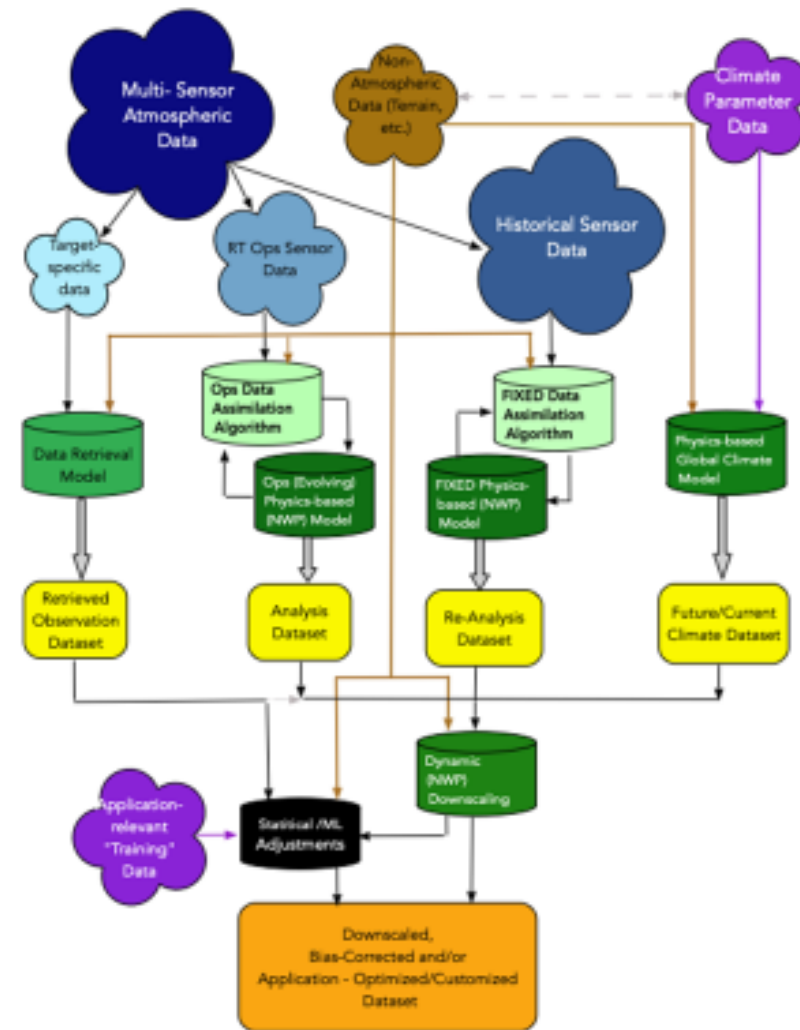 Multi- Sensor
Atmospheric
Data
Non-
Atmospheric
Data (Terrain,
etc.)
Climate
Parameter
Data
Target-
specific
data
RT Ops Sensor
Data
Historical Sensor
Data
Ops Data
Assimilation
Algorithm
FIXED Data
Assimilation
Algorithm
Data Retrieval
Model
Ops (Evolving)
Physics-based
(NWP) Model
FIXED Physics-
based (NWP)
Model
Physics-based
Global Climate
Model
Retrieved
Observation
Dataset
Analysis
Dataset
Re-Analysis
Dataset
Future/Current
Climate Dataset
Dynamic
(NWP)
Downscaling
Application-
relevant
"Training"
Data
Statitical /ML
Adjustments
Downscaled,
Bias-Corrected and/or
Application - Optimized/Customized
Dataset